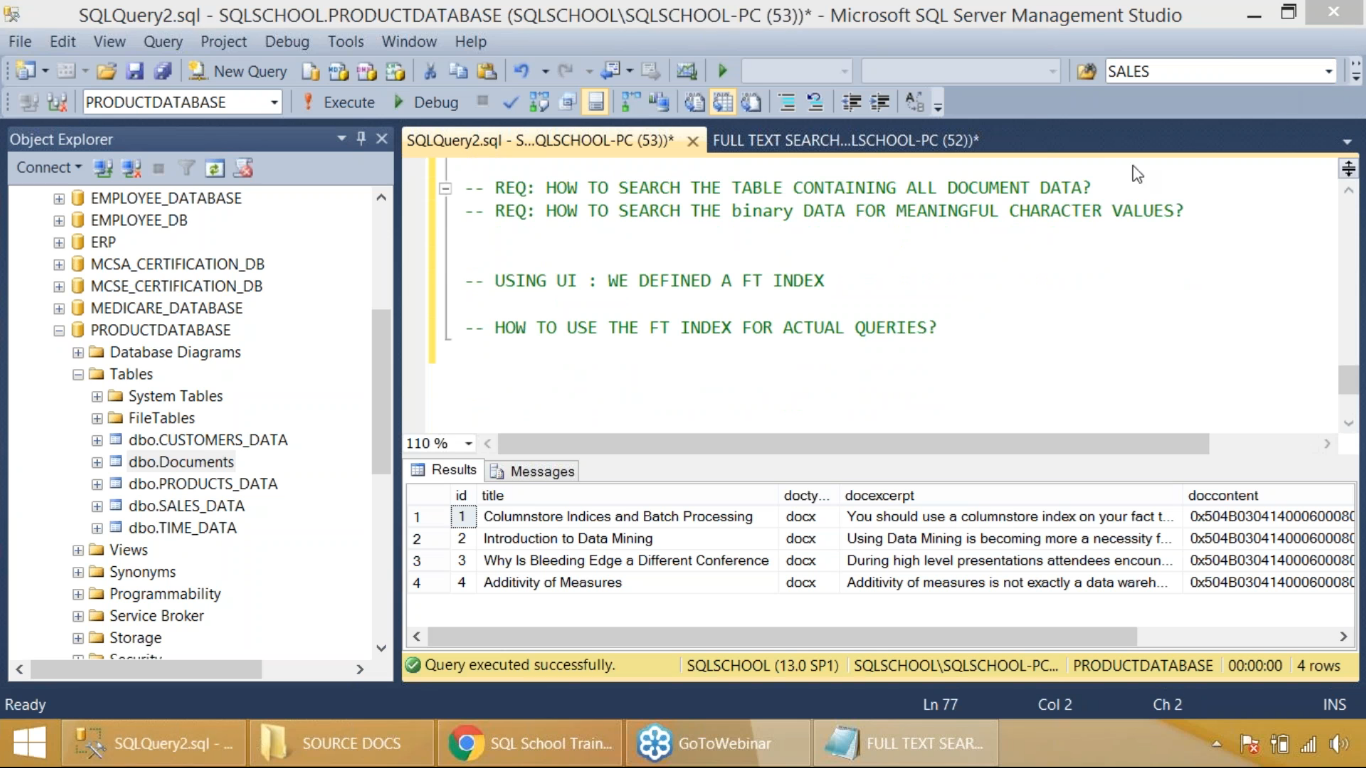 SQLQuery2.sql - SQLSCHOOL.PRODUCTDATABASE (SQLSCHOOL\SQLSCHOOL-PC (53))* - Microsoft SQL Server Management Studio
File Edit View Query Project Debug Tools Window Help
New Query SALES
PRODUCTDATABASE Execute Debug
Object Explorer
Connect
EMPLOYEE_DATABASE
EMPLOYEE_DB
ERP
MCSA_CERTIFICATION_DB
MCSE_CERTIFICATION_DB
MEDICARE_DATABASE
PRODUCTDATABASE
Database Diagrams
Tables
System Tables
FileTables
dbo.CUSTOMERS_DATA
dbo.Documents
dbo.PRODUCTS_DATA
dbo.SALES_DATA
dbo.TIME_DATA
Views
Synonyms
Programmability
Service Broker
Storage
SQLQuery2.sql - S...QLSCHOOL-PC (53))* FULL TEXT SEARCH...LSCHOOL-PC (52))*
-- REQ: HOW TO SEARCH THE TABLE CONTAINING ALL DOCUMENT DATA?
-- REQ: HOW TO SEARCH THE binary DATA FOR MEANINGFUL CHARACTER VALUES?
-- USING UI : WE DEFINED A FT INDEX
-- HOW TO USE THE FT INDEX FOR ACTUAL QUERIES?
110 %
Results Messages
id title docty... docexcerpt doccontent
1 1 Columnstore Indices and Batch Processing docx You should use a columnstore index on your fact t... 0x504B030414000600080
2 2 Introduction to Data Mining docx Using Data Mining is becoming more a necessity f... 0x504B030414000600080
3 3 Why Is Bleeding Edge a Different Conference docx During high level presentations attendees encoun... 0x504B030414000600080
4 4 Additivity of Measures docx Additivity of measures is not exactly a data wareh... 0x504B030414000600080
Query executed successfully. SQLSCHOOL (13.0 SP1) SQLSCHOOL\SQLSCHOOL-PC... PRODUCTDATABASE 00:00:00 4 rows
Ready Ln 77 Col 2 Ch 2 INS
SQLQuery2.sql - ... SOURCE DOCS SQL School Train... GoToWebinar FULL TEXT SEAR...